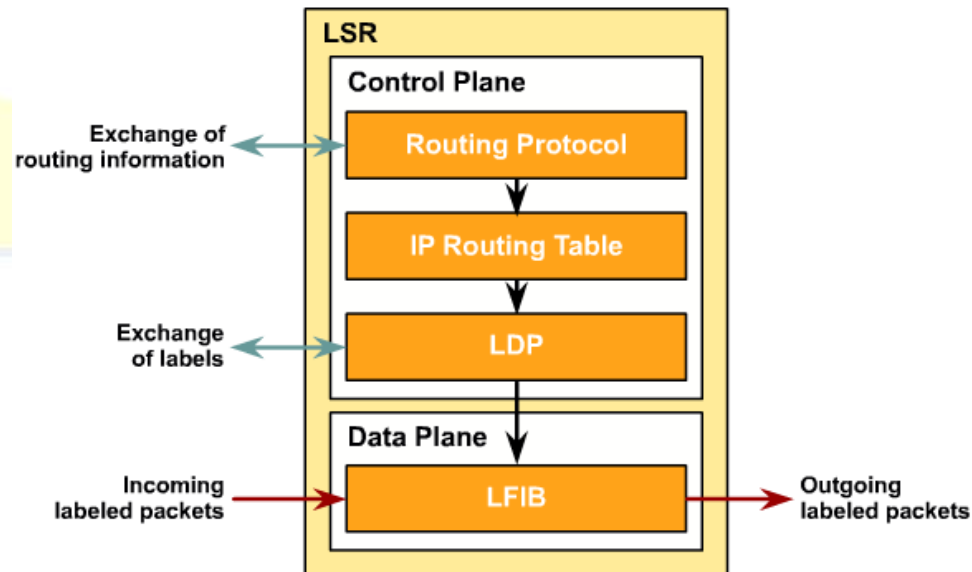 LSR
Control Plane
Exchange of
routing information
Routing Protocol
IP Routing Table
Exchange
of labels
LDP
Data Plane
Incoming
labeled packets
LFIB
Outgoing
labeled packets